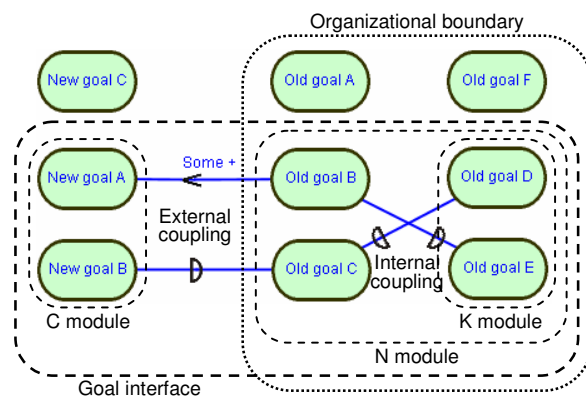 Organizational boundary
New goal C
Old goal A
Old goal F
New goal A
Some +
Old goal B
Old goal D
External
coupling
New goal B
Old goal C
Internal
coupling
Old goal E
C module
K module
N module
Goal interface